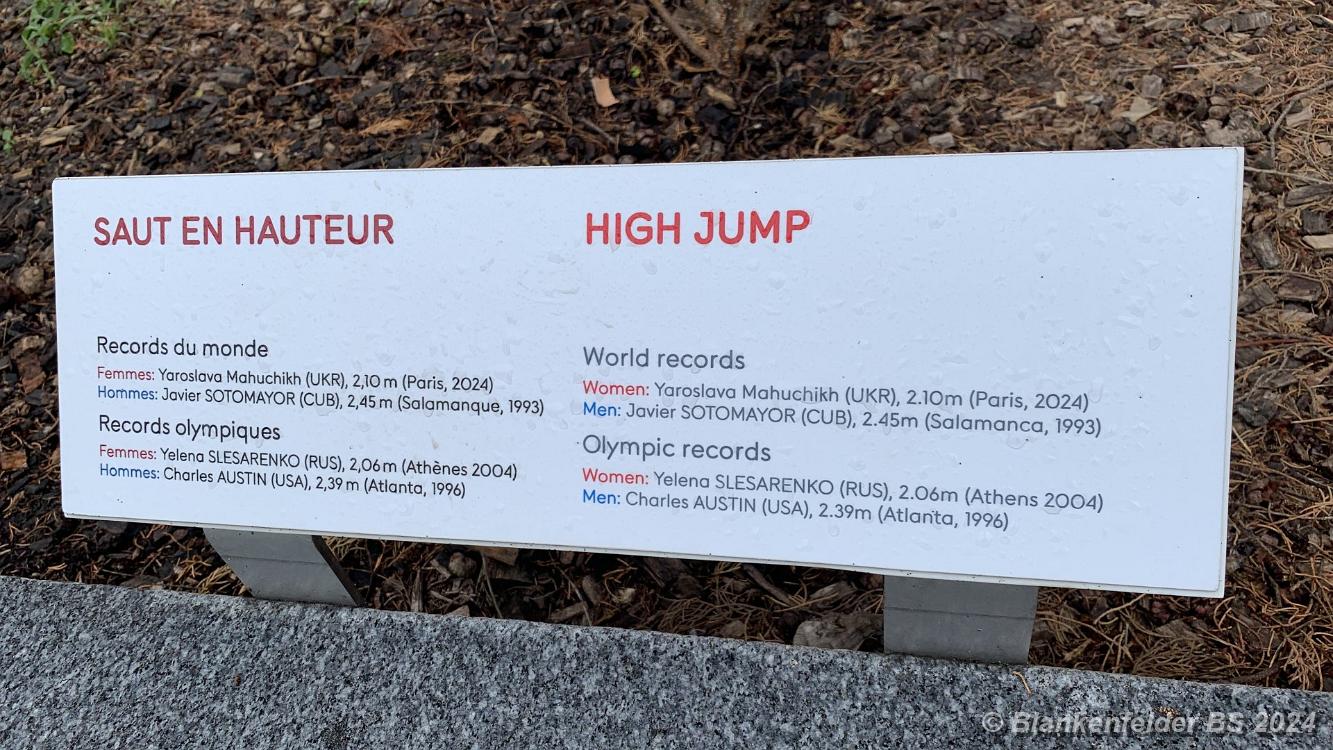 SAUT EN HAUTEUR
Records du monde
Femmes: Yaroslava Mahuchikh (UKR), 2,10 m (Paris, 2024)
Hommes: Javier SOTOMAYOR (CUB), 2,45 m (Salamanque, 1993)
Records olympiques
Femmes: Yelena SLESARENKO (RUS), 2,06 m (Athènes 2004)
Hommes: Charles AUSTIN (USA), 2,39 m (Atlanta, 1996)
HIGH JUMP
World records
Women: Yaroslava Mahuchikh (UKR), 2.10m (Paris, 2024)
Men: Javier SOTOMAYOR (CUB), 2.45m (Salamanca, 1993)
Olympic records
Women: Yelena SLESARENKO (RUS), 2.06m (Athens 2004)
Men: Charles AUSTIN (USA), 2.39m (Atlanta, 1996)
© Blankenfelder BS 2024